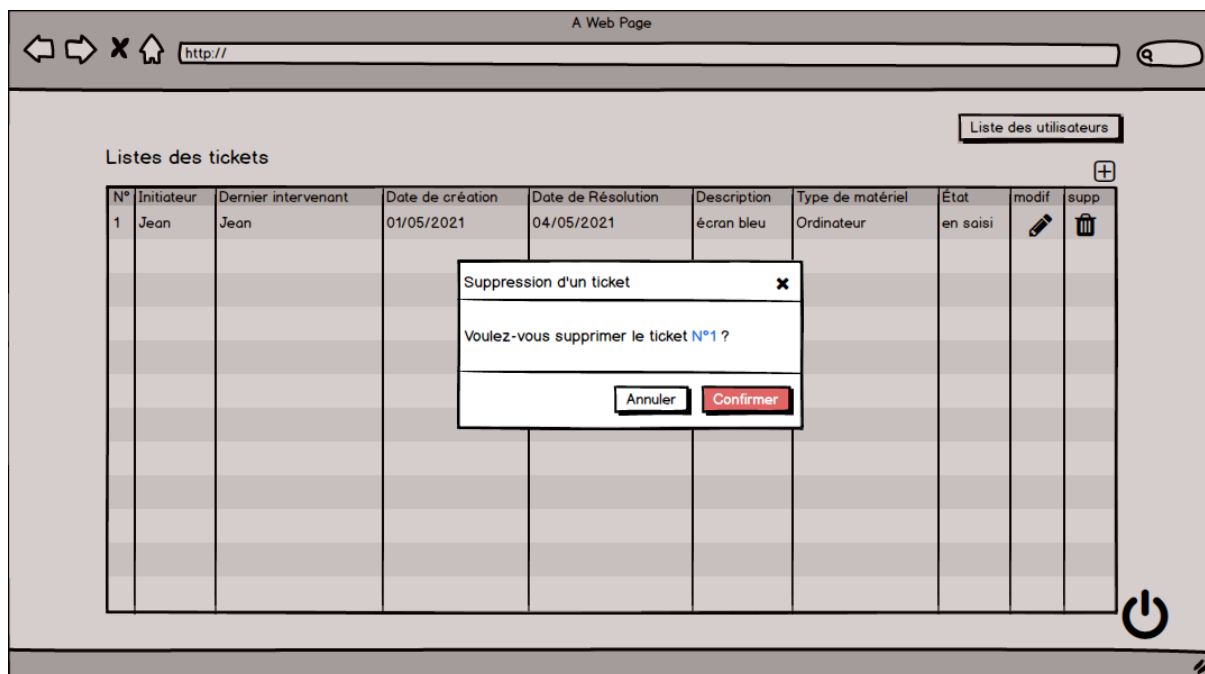 A Web Page
http://
Liste des utilisateurs
Listes des tickets
N° Initiateur Dernier intervenant Date de création Date de Résolution Description Type de matériel État modif supp
1 Jean Jean 01/05/2021 04/05/2021 écran bleu Ordinateur en saisi
Suppression d'un ticket
Voulez-vous supprimer le ticket N°1 ?
Annuler Confirmer